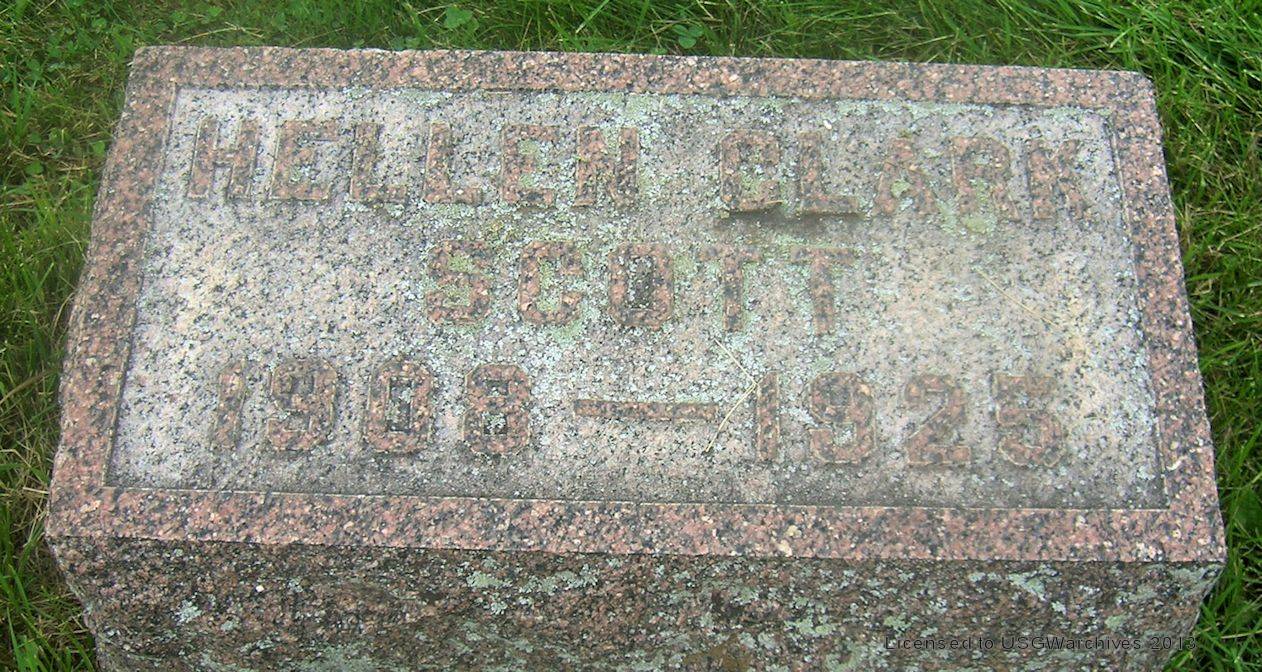 HELLEN CLARK
SCOTT
1908 — 1925
Licensed to USGWarchives 2013